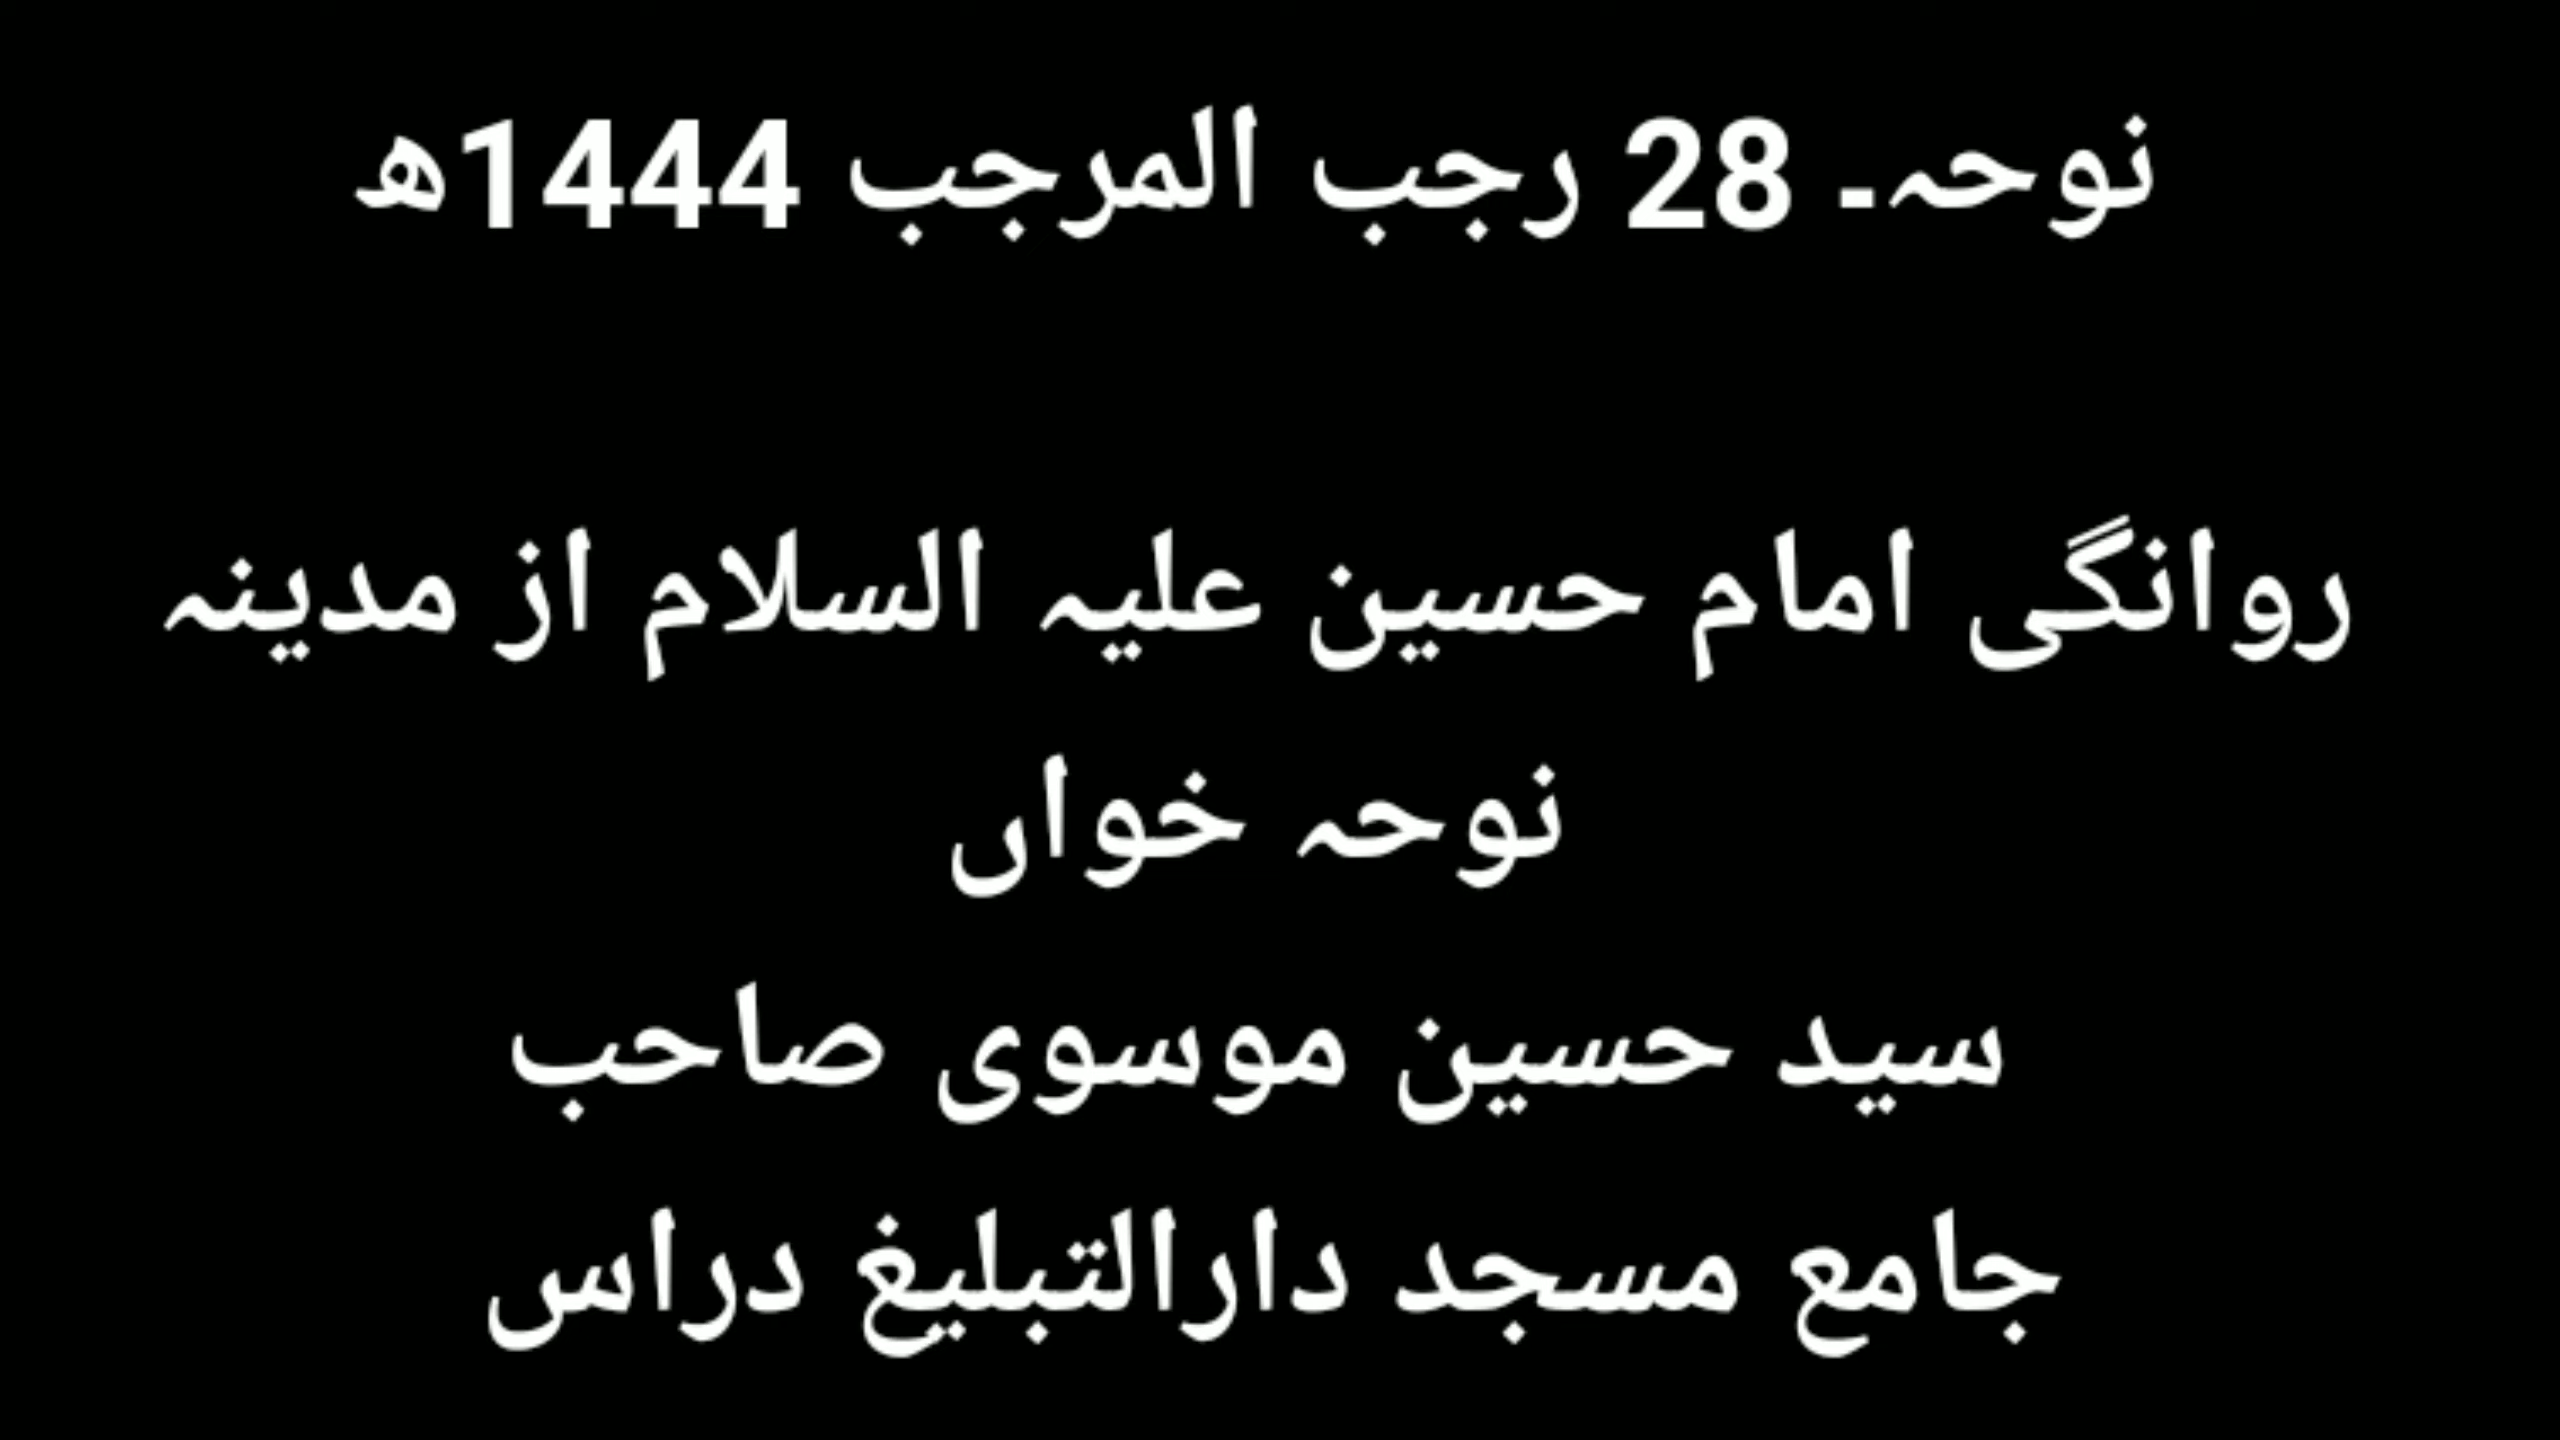 نوحہ۔ 28 رجب المرجب 1444ھ
روانگی امام حسین علیہ السلام از مدینہ
نوحہ خواں
سید حسین موسوی صاحب
جامع مسجد دارالتبلیغ دراس